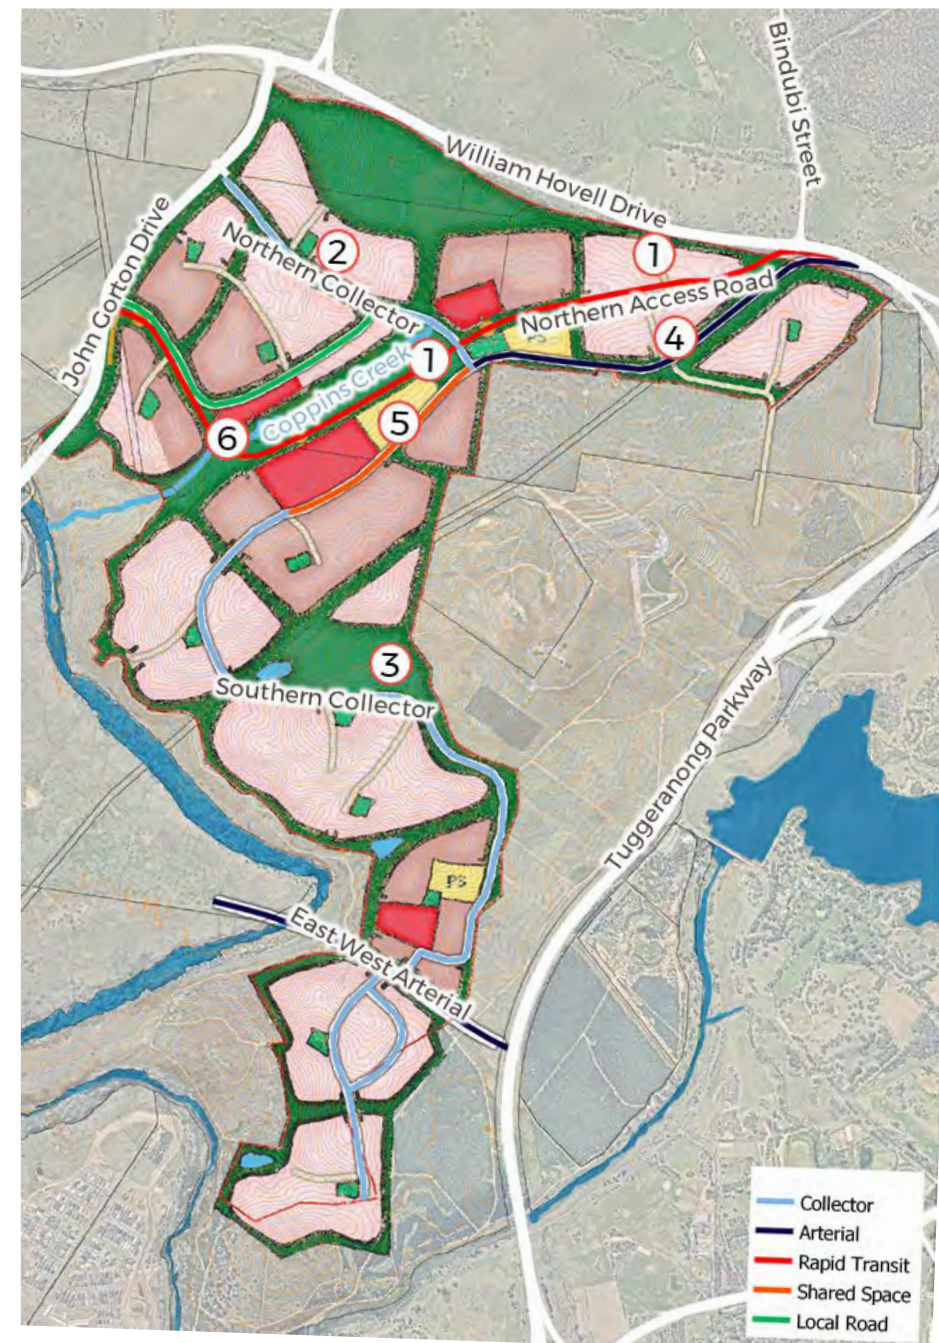 Bindubi Street
William Hovell Drive
John Gorton Drive
2
Northern Collector
1
Northern Access Road
PS
4
1
Coppins Creek
5
6
3
Southern Collector
Tuggeranong Parkway
PS
East West Arterial
Collector
Arterial
Rapid Transit
Shared Space
Local Road